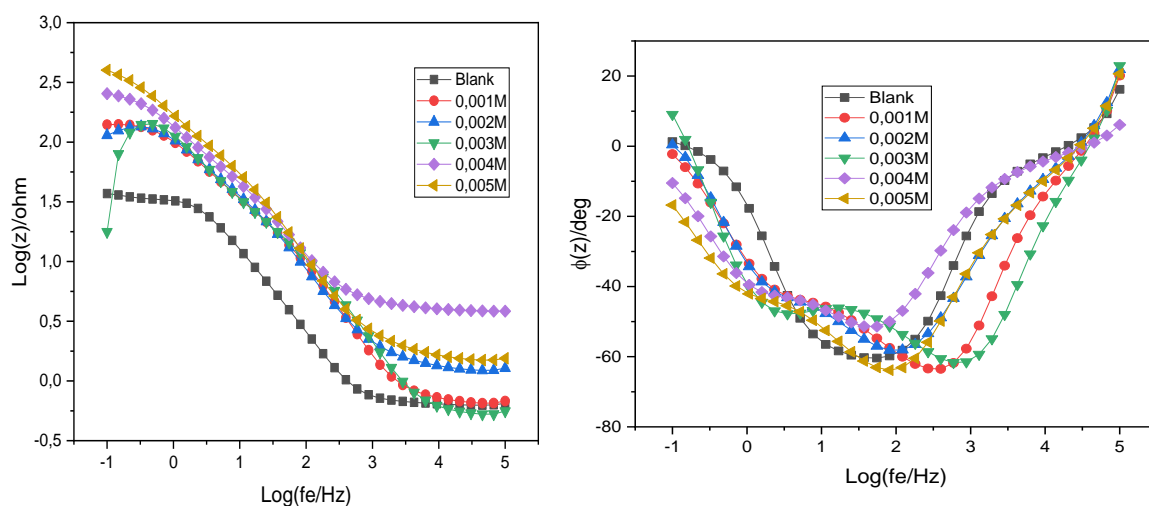 3,0
2,5
2,0
1,5
1,0
0,5
0,0
-0,5
-1 0 1 2 3 4 5
Log(z)/ohm
Log(fe/Hz)
Blank
0,001M
0,002M
0,003M
0,004M
0,005M
20
0
-20
-40
-60
-80
-1 0 1 2 3 4 5
ϕ(z)/deg
Log(fe/Hz)
Blank
0,001M
0,002M
0,003M
0,004M
0,005M